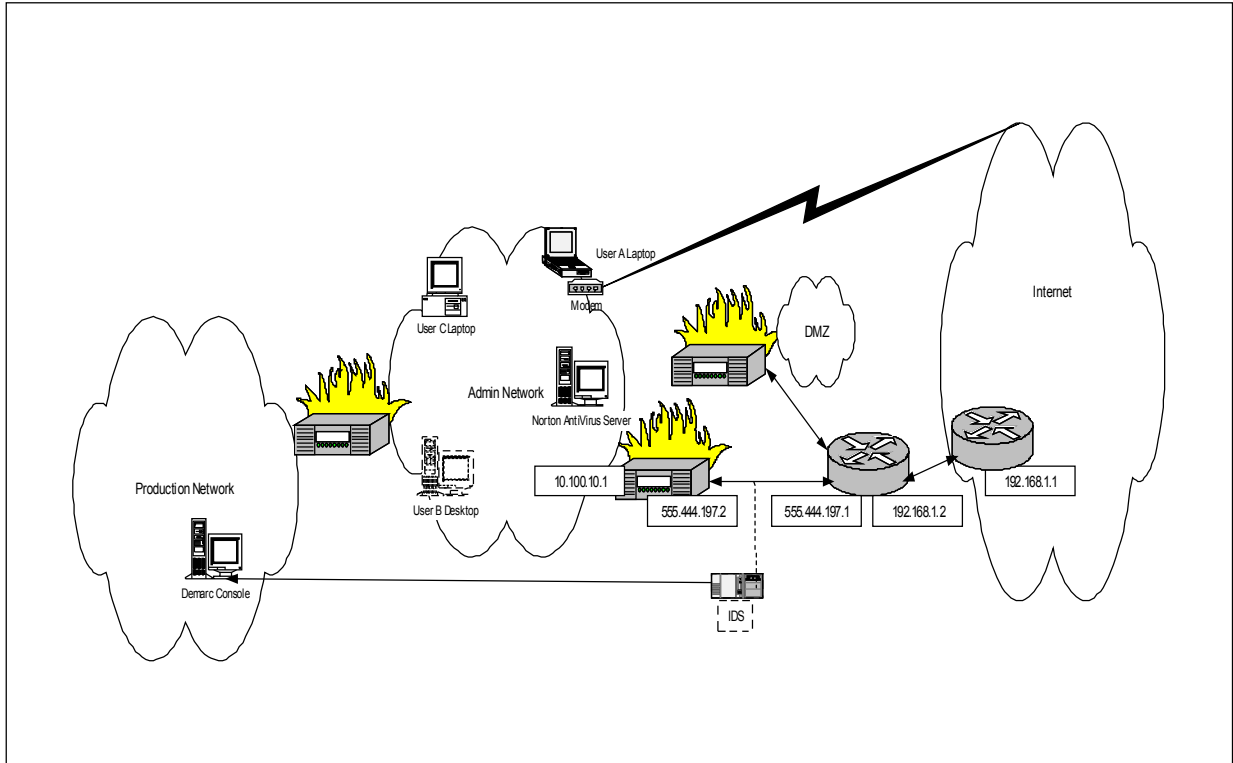 User A Laptop
Modem
User C Laptop
Internet
DMZ
Admin Network
Norton AntiVirus Server
Production Network
10.100.10.1
192.168.1.1
555.444.197.2
555.444.197.1
192.168.1.2
User B Desktop
Demarc Console
IDS